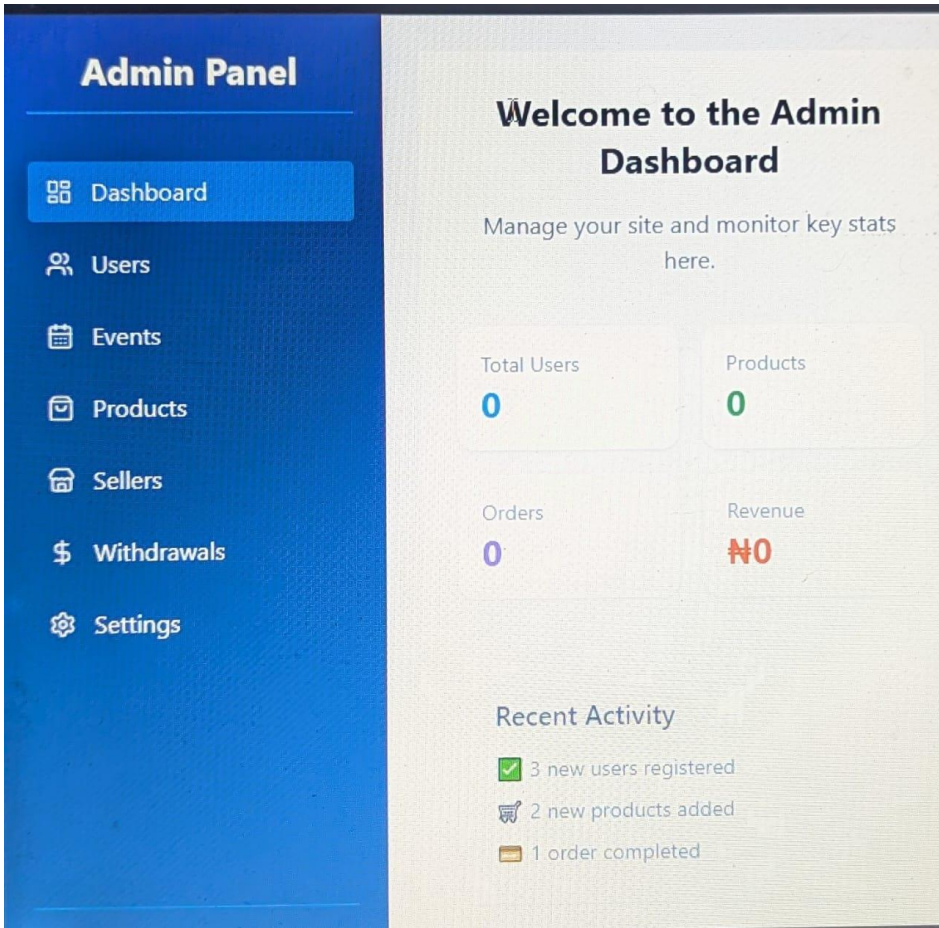 Admin Panel
Dashboard
Users
Events
Products
Sellers
Withdrawals
Settings
Welcome to the Admin
Dashboard
Manage your site and monitor key stats
here.
Total Users
0
Products
0
Orders
0
Revenue
₦0
Recent Activity
✅ 3 new users registered
🛒 2 new products added
💳 1 order completed